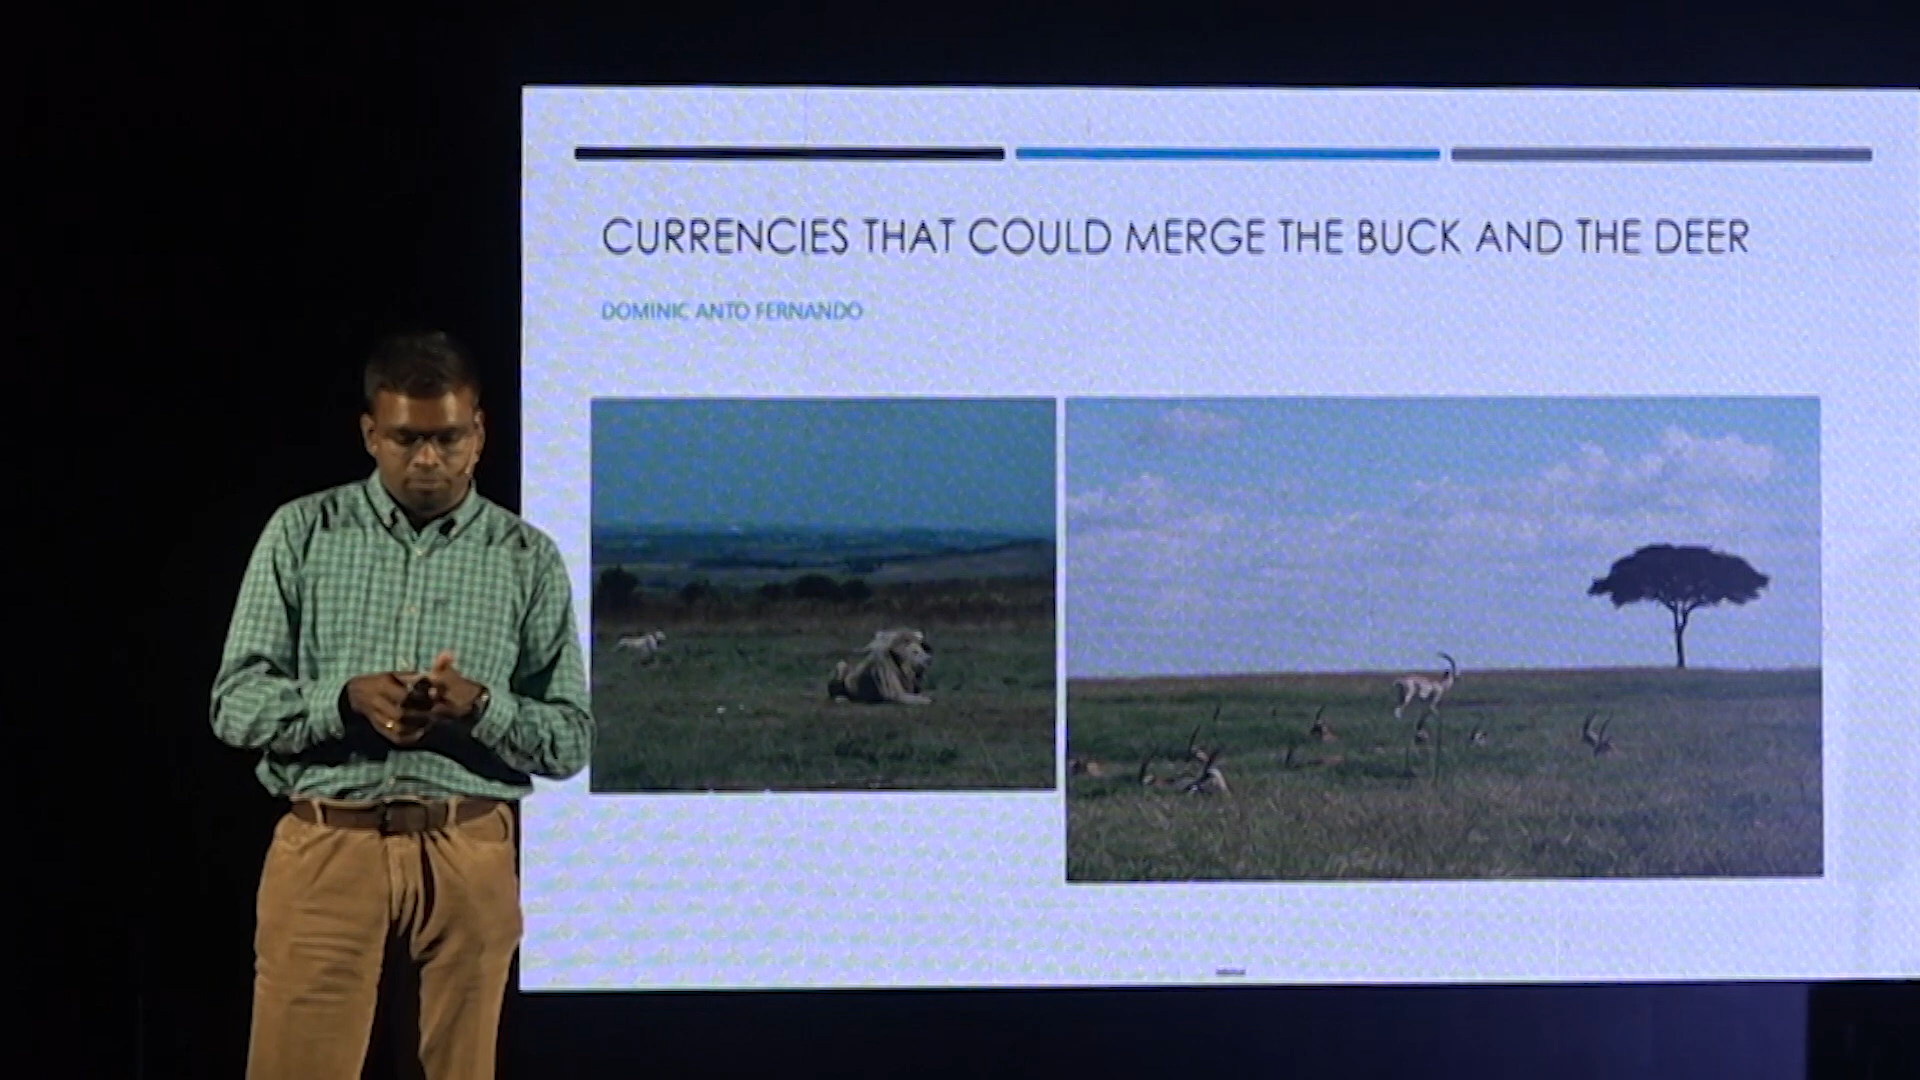 CURRENCIES THAT COULD MERGE THE BUCK AND THE DEER
DOMINIC ANTO FERNANDO